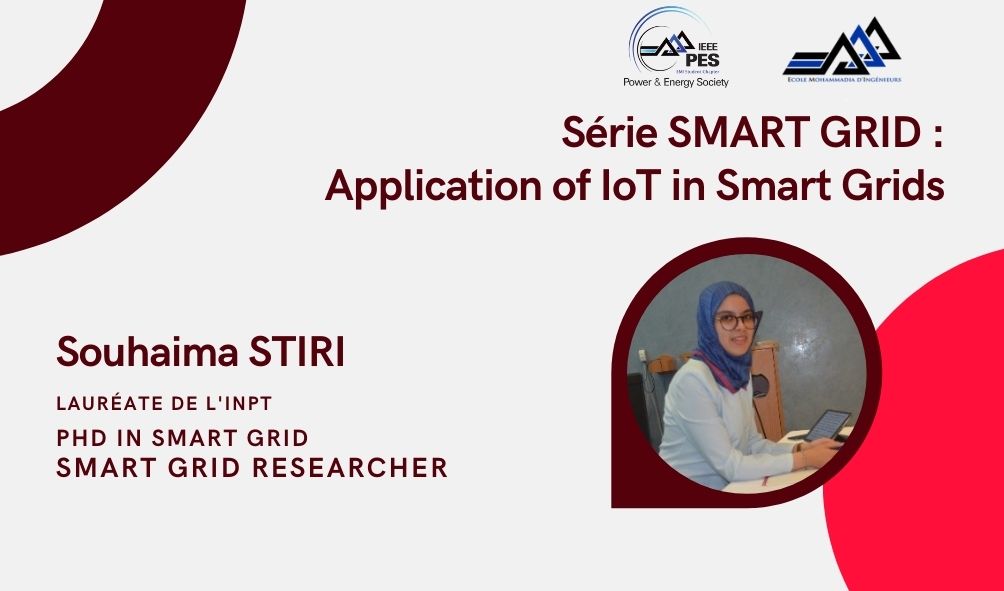 IEEE
PES
EMI Student Chapter
Power & Energy Society
ECOLE MOHAMMADIA D'INGÉNIEURS
Série SMART GRID :
Application of IoT in Smart Grids
Souhaima STIRI
LAURÉATE DE L'INPT
PHD IN SMART GRID
SMART GRID RESEARCHER